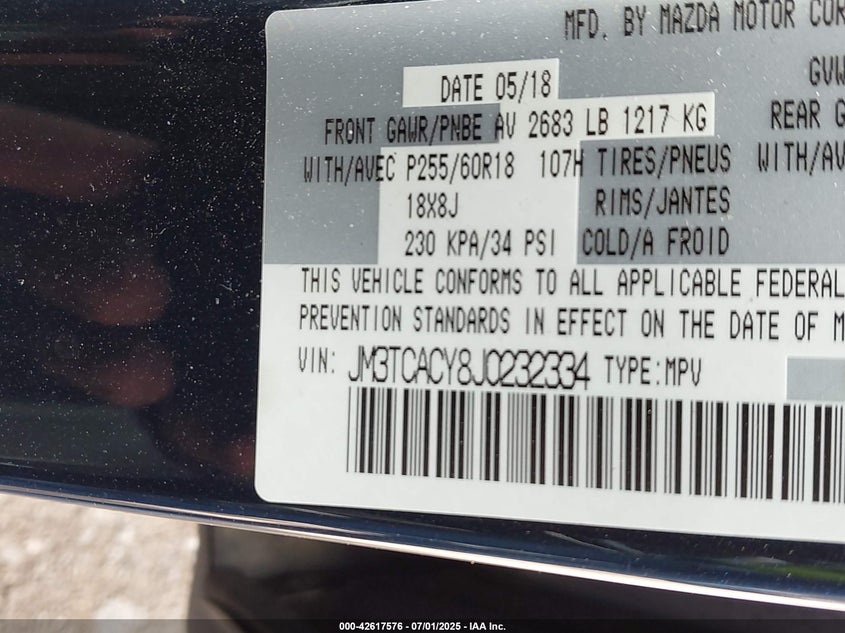 MFD. BY MAZDA MOTOR COR
DATE 05/18 GVW
FRONT GAWR/PNBE AV 2683 LB 1217 KG REAR G
WITH/AVEC P255/60R18 107H TIRES/PNEUS WITH/AV
18X8J RIMS/JANTES
230 KPA/34 PSI COLD/A FROID
THIS VEHICLE CONFORMS TO ALL APPLICABLE FEDERAL
PREVENTION STANDARDS IN EFFECT ON THE DATE OF M
VIN: JM3TCACY8J0232334 TYPE:MPV
000-42617576 - 07/01/2025 - IAA Inc.